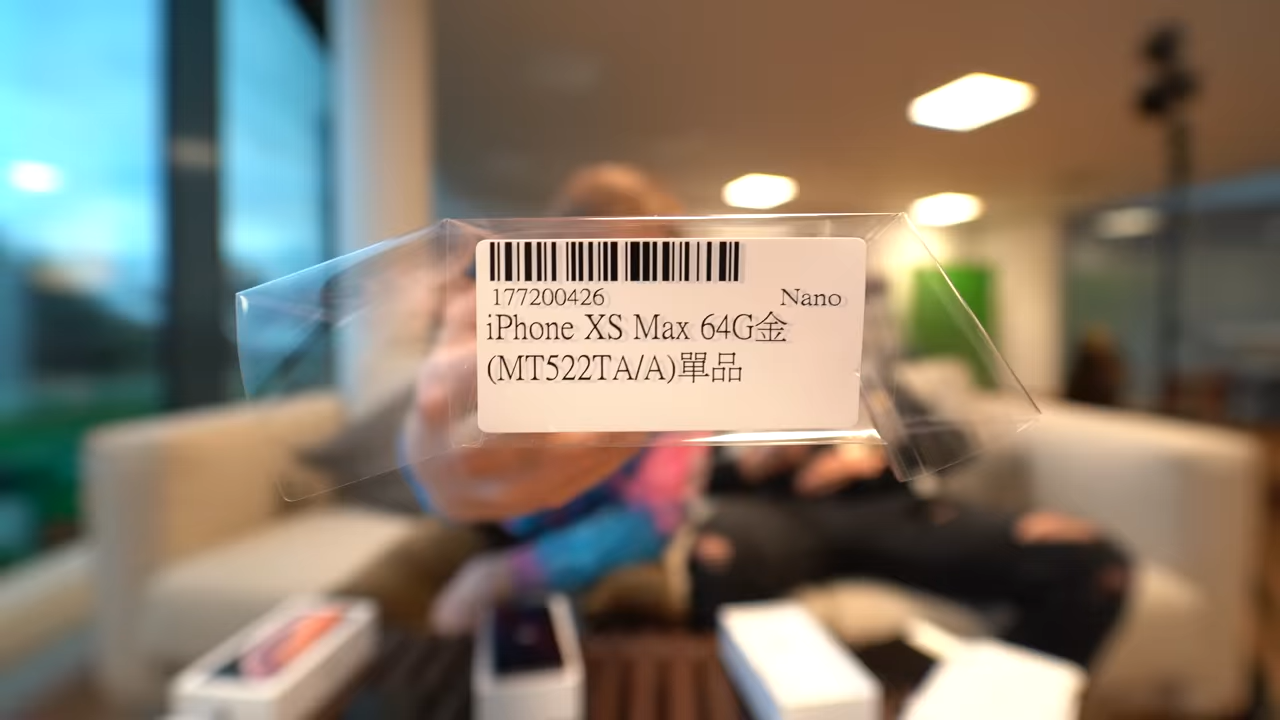 177200426 Nano
iPhone XS Max 64G金
(MT522TA/A)單品